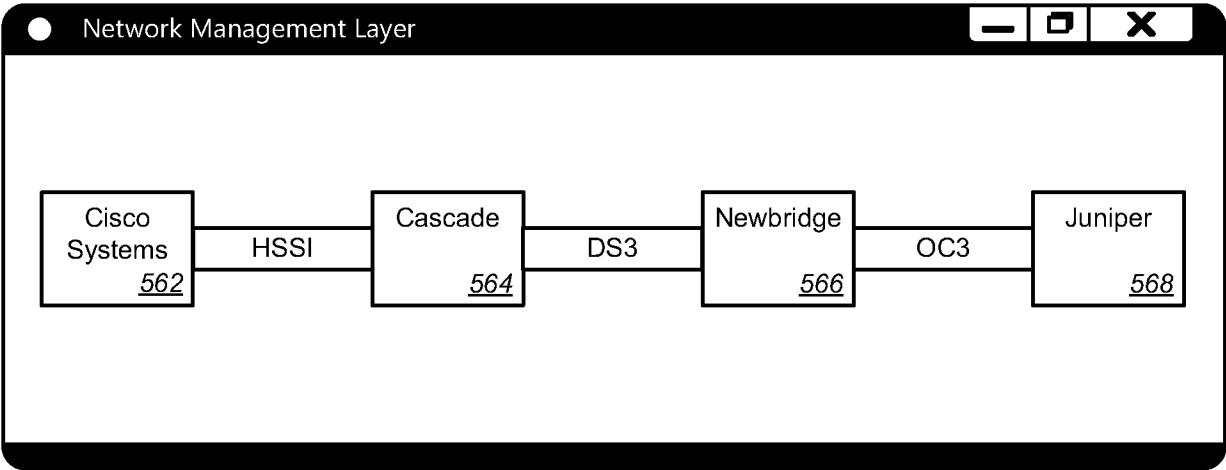 Network Management Layer
Cisco
Systems
562
HSSI
Cascade
564
DS3
Newbridge
566
OC3
Juniper
568